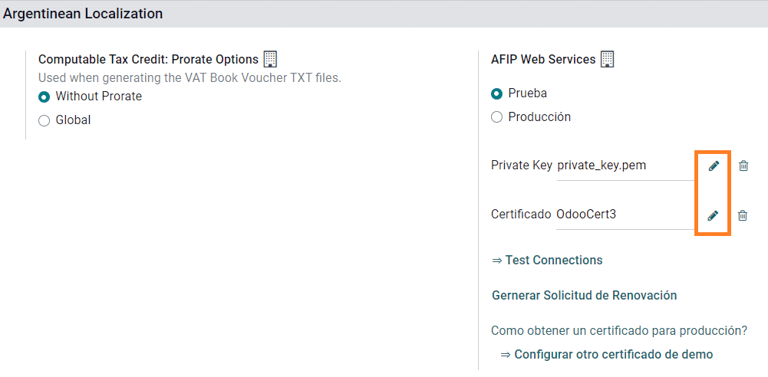 Argentinean Localization
Computable Tax Credit: Prorate Options
Used when generating the VAT Book Voucher TXT files.
Without Prorate
Global
AFIP Web Services
Prueba
Producción
Private Key private_key.pem
Certificado OdooCert3
⇒ Test Connections
Gernerar Solicitud de Renovación
Como obtener un certificado para producción?
⇒ Configurar otro certificado de demo